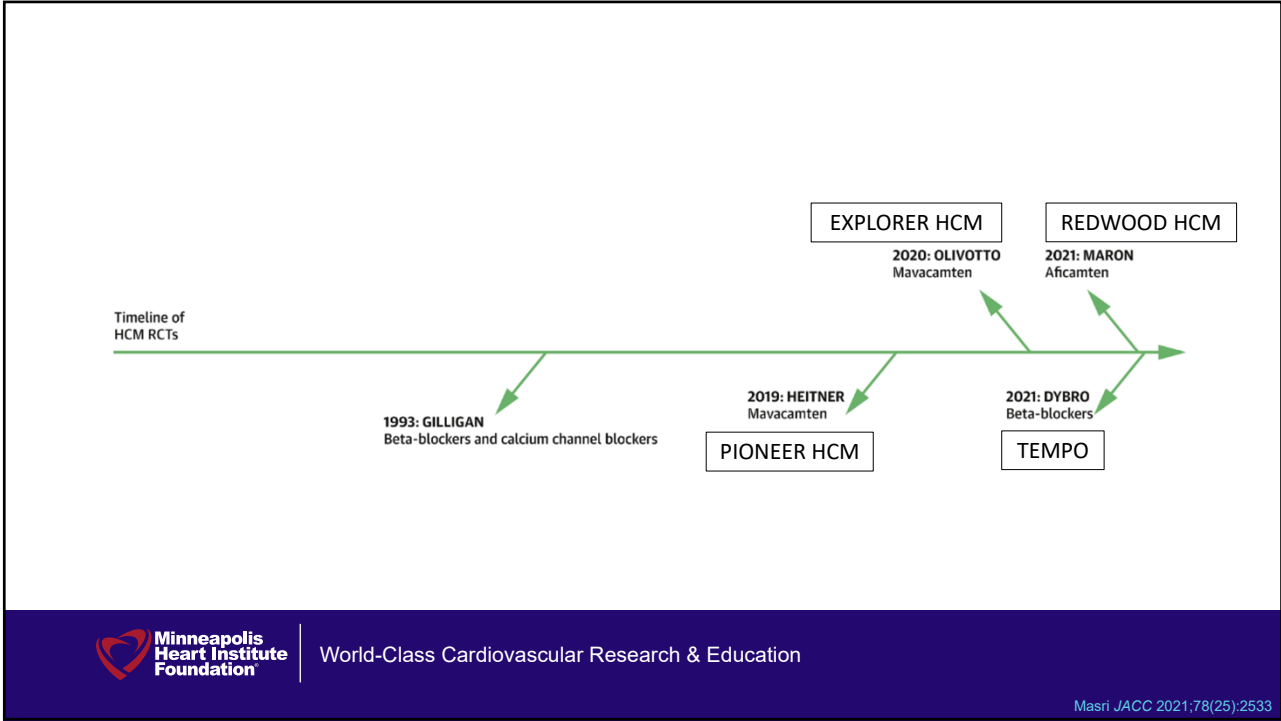 EXPLORER HCM
REDWOOD HCM
2020: OLIVOTTO
Mavacamten
2021: MARON
Aficamten
Timeline of
HCM RCTs
1993: GILLIGAN
Beta-blockers and calcium channel blockers
2019: HEITNER
Mavacamten
PIONEER HCM
2021: DYBRO
Beta-blockers
TEMPO
Minneapolis
Heart Institute
Foundation®
World-Class Cardiovascular Research & Education
Masri JACC 2021;78(25):2533